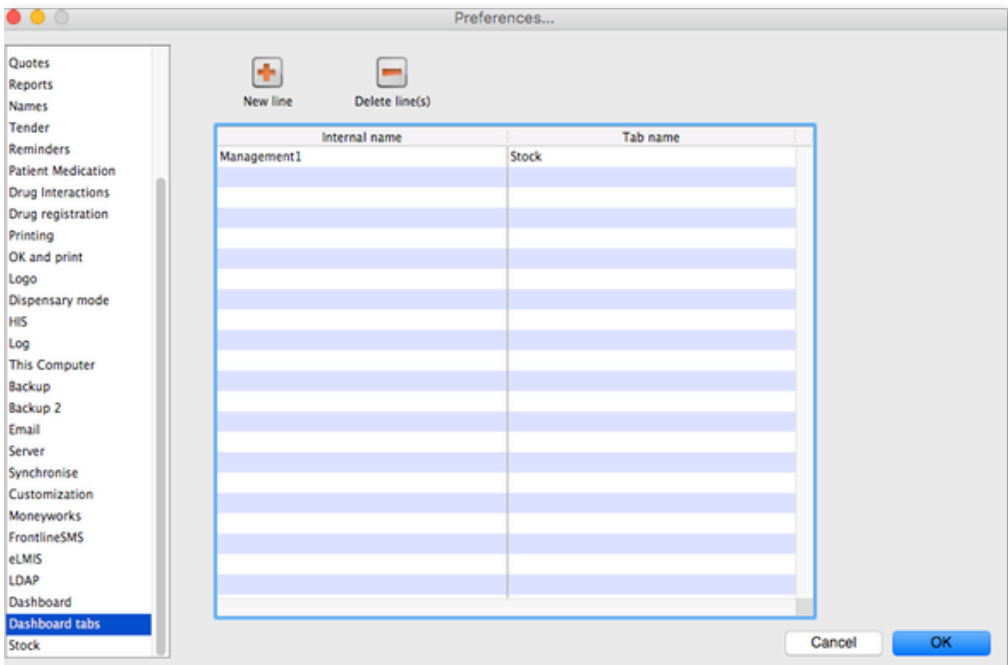 Preferences...
Quotes
Reports
Names
Tender
Reminders
Patient Medication
Drug Interactions
Drug registration
Printing
OK and print
Logo
Dispensary mode
HIS
Log
This Computer
Backup
Backup 2
Email
Server
Synchronise
Customization
Moneyworks
FrontlineSMS
eLMIS
LDAP
Dashboard
Dashboard tabs
Stock
New line Delete line(s)
Internal name Tab name
Management1 Stock
Cancel OK